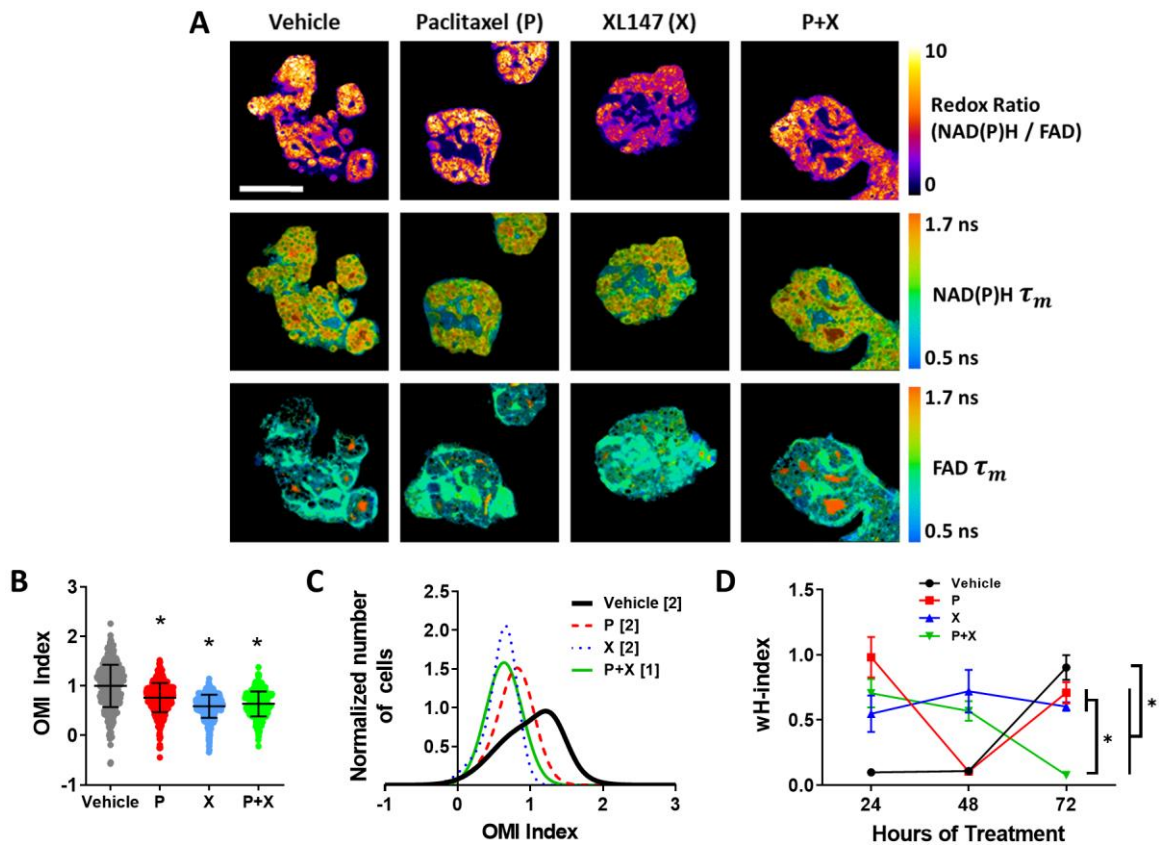 A
Vehicle
Paclitaxel (P)
XL147 (X)
P+X
10
Redox Ratio
(NAD(P)H / FAD)
0
1.7 ns
NAD(P)H τm
0.5 ns
1.7 ns
FAD τm
0.5 ns
B
OMI Index
3
2
1
0
-1
*
*
*
Vehicle
P
X
P+X
C
Normalized number
of cells
2.5
2.0
1.5
1.0
0.5
Vehicle [2]
P [2]
X [2]
P+X [1]
-1
0
1
2
3
OMI Index
D
wH-index
1.5
1.0
0.5
0.0
Vehicle
P
X
P+X
*
*
24
48
72
Hours of Treatment